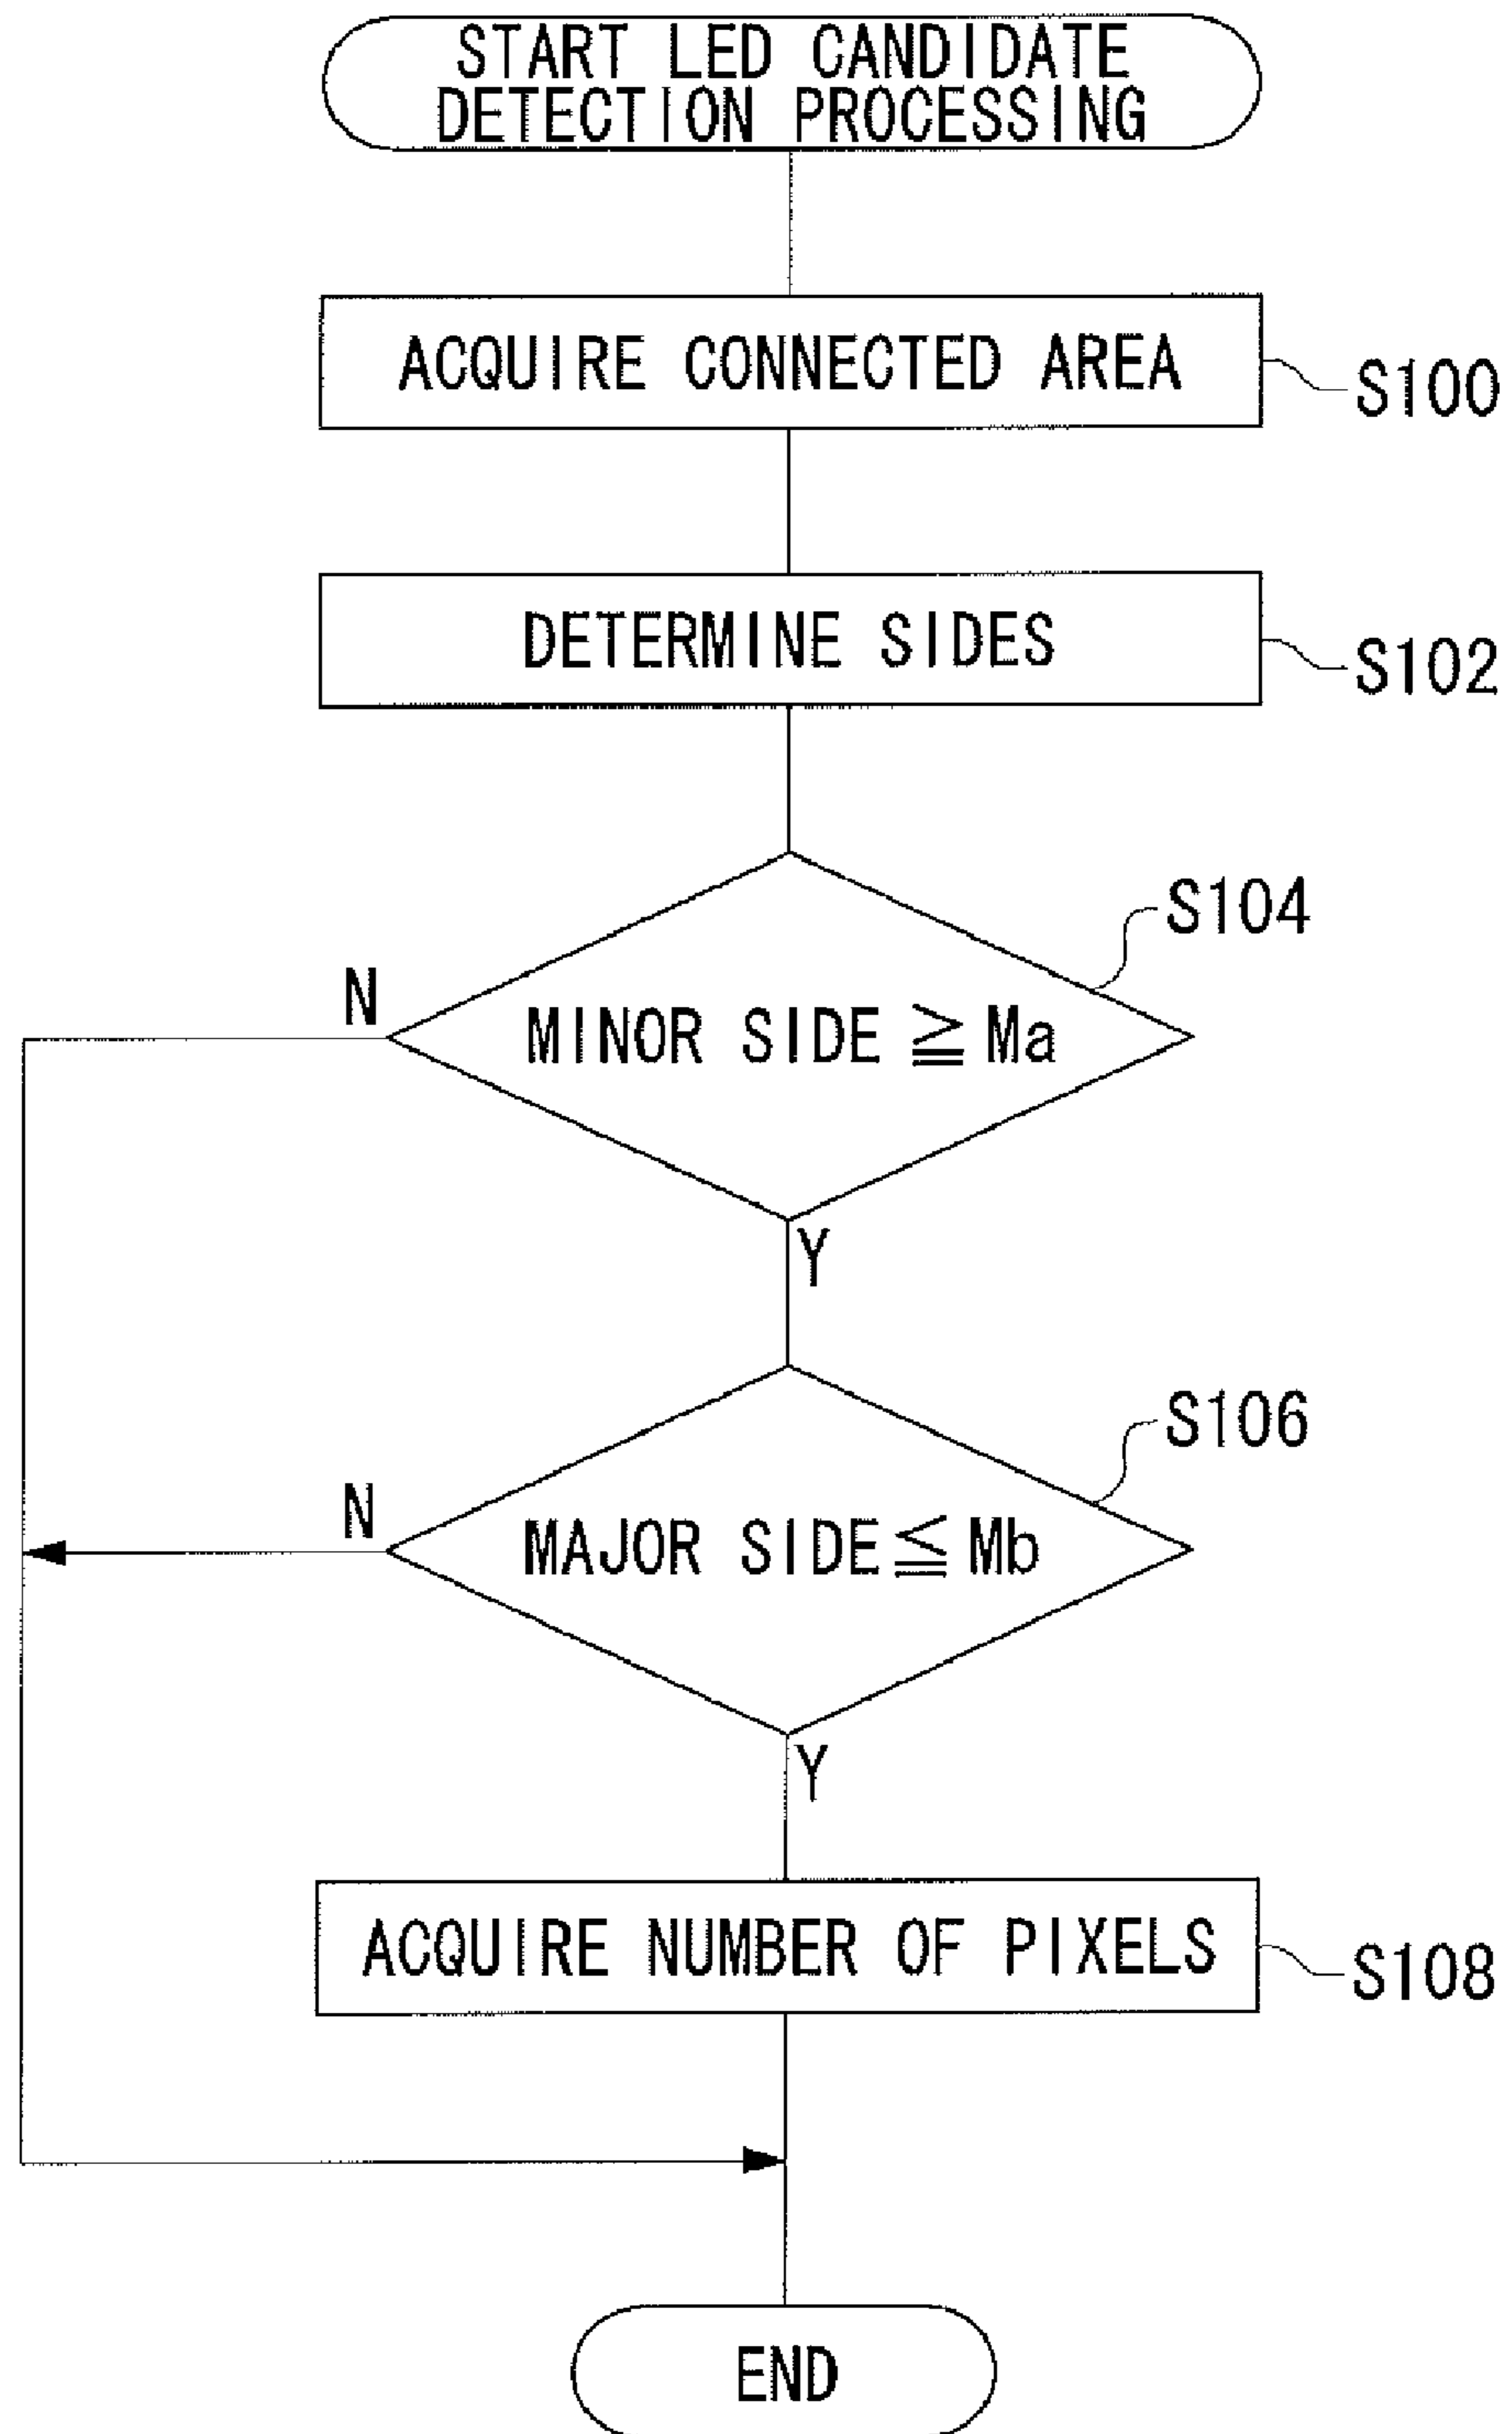 START LED CANDIDATE
DETECTION PROCESSING
ACQUIRE CONNECTED AREA
S100
DETERMINE SIDES
S102
S104
N
MINOR SIDE ≧ Ma
Y
S106
N
MAJOR SIDE ≦ Mb
Y
ACQUIRE NUMBER OF PIXELS
S108
END